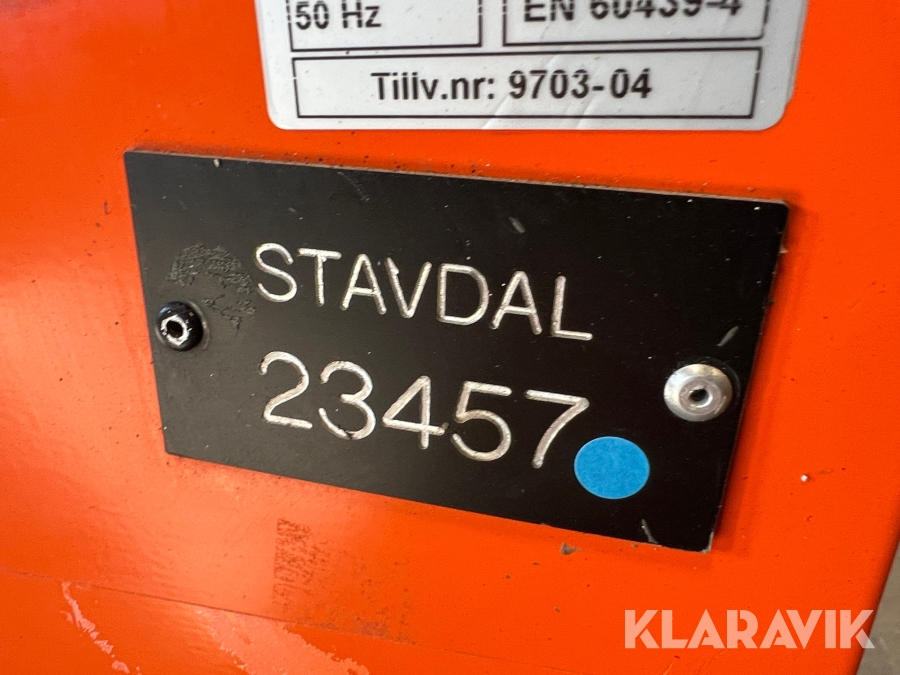 50 Hz
EN 60439-4
Tillv.nr: 9703-04
STAVDAL
23457
KLARAVIK